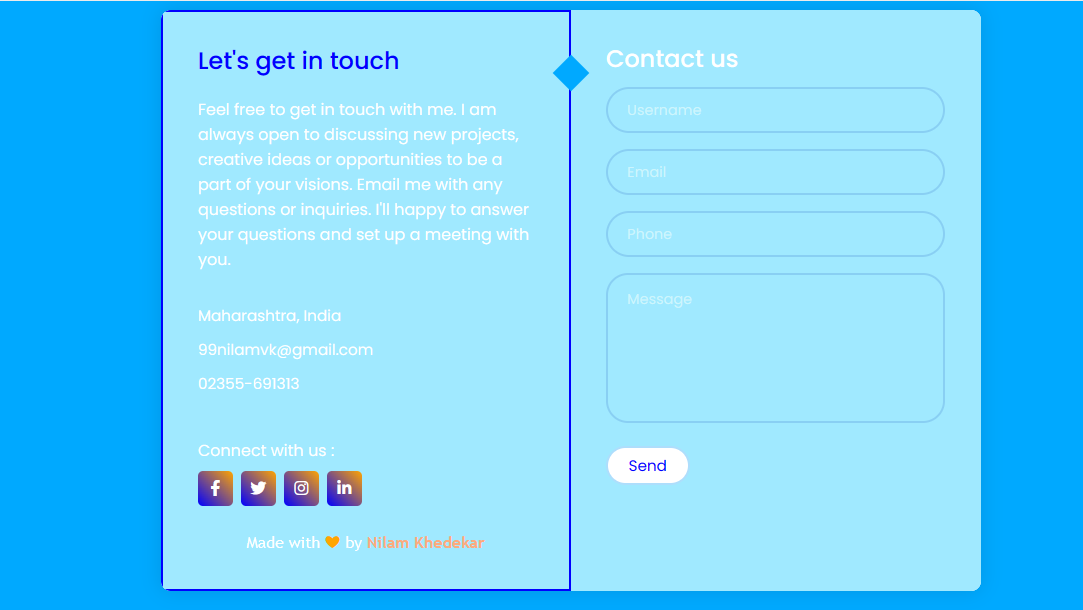 Let's get in touch
Feel free to get in touch with me. I am
always open to discussing new projects,
creative ideas or opportunities to be a
part of your visions. Email me with any
questions or inquiries. I'll happy to answer
your questions and set up a meeting with
you.
Maharashtra, India
99nilamvk@gmail.com
02355-691313
Connect with us :
Made with 🧡 by Nilam Khedekar
Contact us
Username
Email
Phone
Message
Send